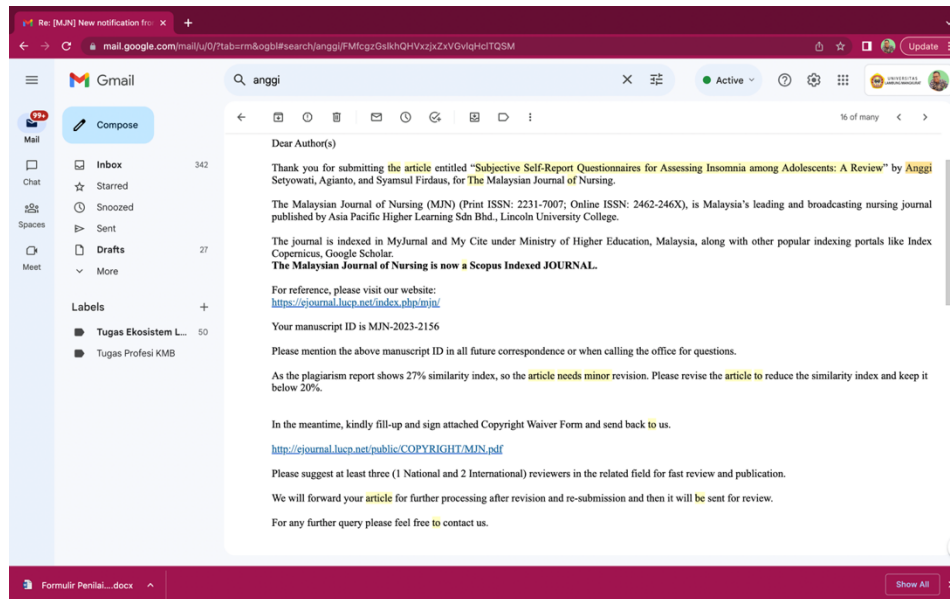 Re: [MJN] New notification fro
mail.google.com/mail/u/0/?tab=rm&ogbl#search/anggi/FMfcgzGslkhQHVxzjxZxVGvlqHclTQSM
Update
Gmail
anggi
Active
UNIVERSITAS
LAMBUNG MANGKURAT
99+
Mail
Chat
Spaces
Meet
Compose
Inbox 342
Starred
Snoozed
Sent
Drafts 27
More
Labels
Tugas Ekosistem L... 50
Tugas Profesi KMB
16 of many
Dear Author(s)
Thank you for submitting the article entitled “Subjective Self-Report Questionnaires for Assessing Insomnia among Adolescents: A Review” by Anggi
Setyowati, Agianto, and Syamsul Firdaus, for The Malaysian Journal of Nursing.
The Malaysian Journal of Nursing (MJN) (Print ISSN: 2231-7007; Online ISSN: 2462-246X), is Malaysia’s leading and broadcasting nursing journal
published by Asia Pacific Higher Learning Sdn Bhd., Lincoln University College.
The journal is indexed in MyJurnal and My Cite under Ministry of Higher Education, Malaysia, along with other popular indexing portals like Index
Copernicus, Google Scholar.
The Malaysian Journal of Nursing is now a Scopus Indexed JOURNAL.
For reference, please visit our website:
https://ejournal.lucp.net/index.php/mjn/
Your manuscript ID is MJN-2023-2156
Please mention the above manuscript ID in all future correspondence or when calling the office for questions.
As the plagiarism report shows 27% similarity index, so the article needs minor revision. Please revise the article to reduce the similarity index and keep it
below 20%.
In the meantime, kindly fill-up and sign attached Copyright Waiver Form and send back to us.
http://ejournal.lucp.net/public/COPYRIGHT/MJN.pdf
Please suggest at least three (1 National and 2 International) reviewers in the related field for fast review and publication.
We will forward your article for further processing after revision and re-submission and then it will be sent for review.
For any further query please feel free to contact us.
Formulir Penilai....docx
Show All